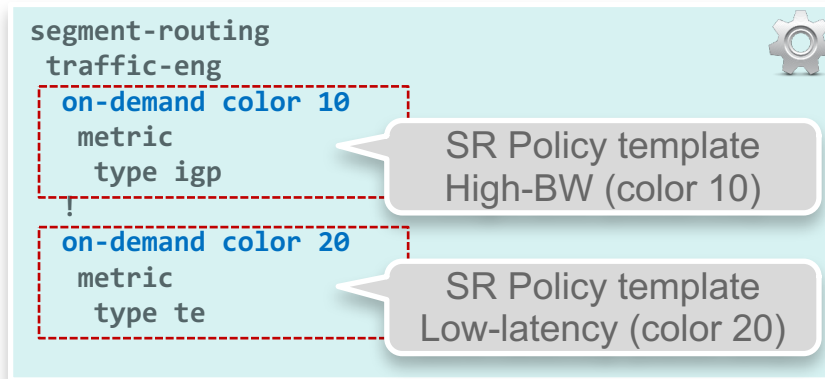 segment-routing
traffic-eng
on-demand color 10
metric
type igp
SR Policy template
High-BW (color 10)
!
on-demand color 20
metric
type te
SR Policy template
Low-latency (color 20)